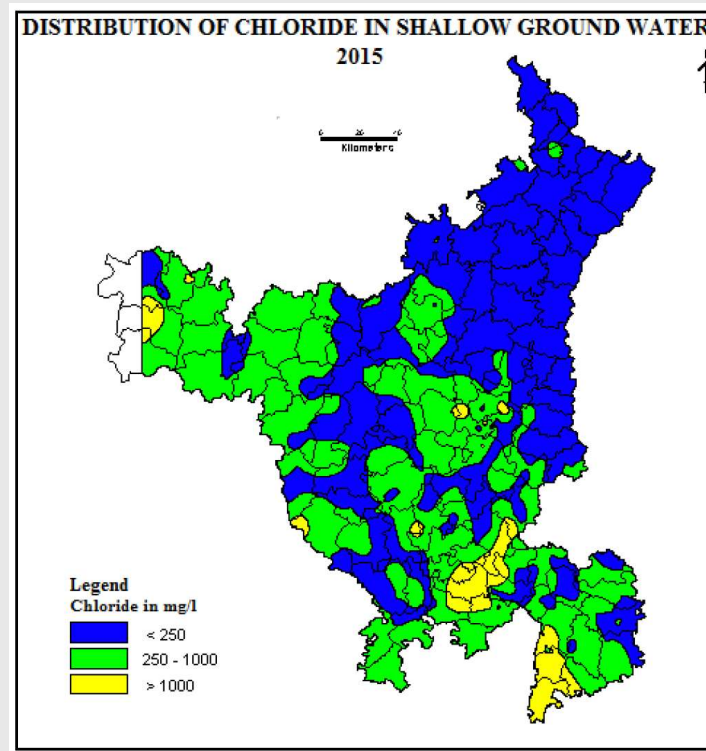 DISTRIBUTION OF CHLORIDE IN SHALLOW GROUND WATER
2015
Kilometers
Legend
Chloride in mg/l
< 250
250 - 1000
> 1000